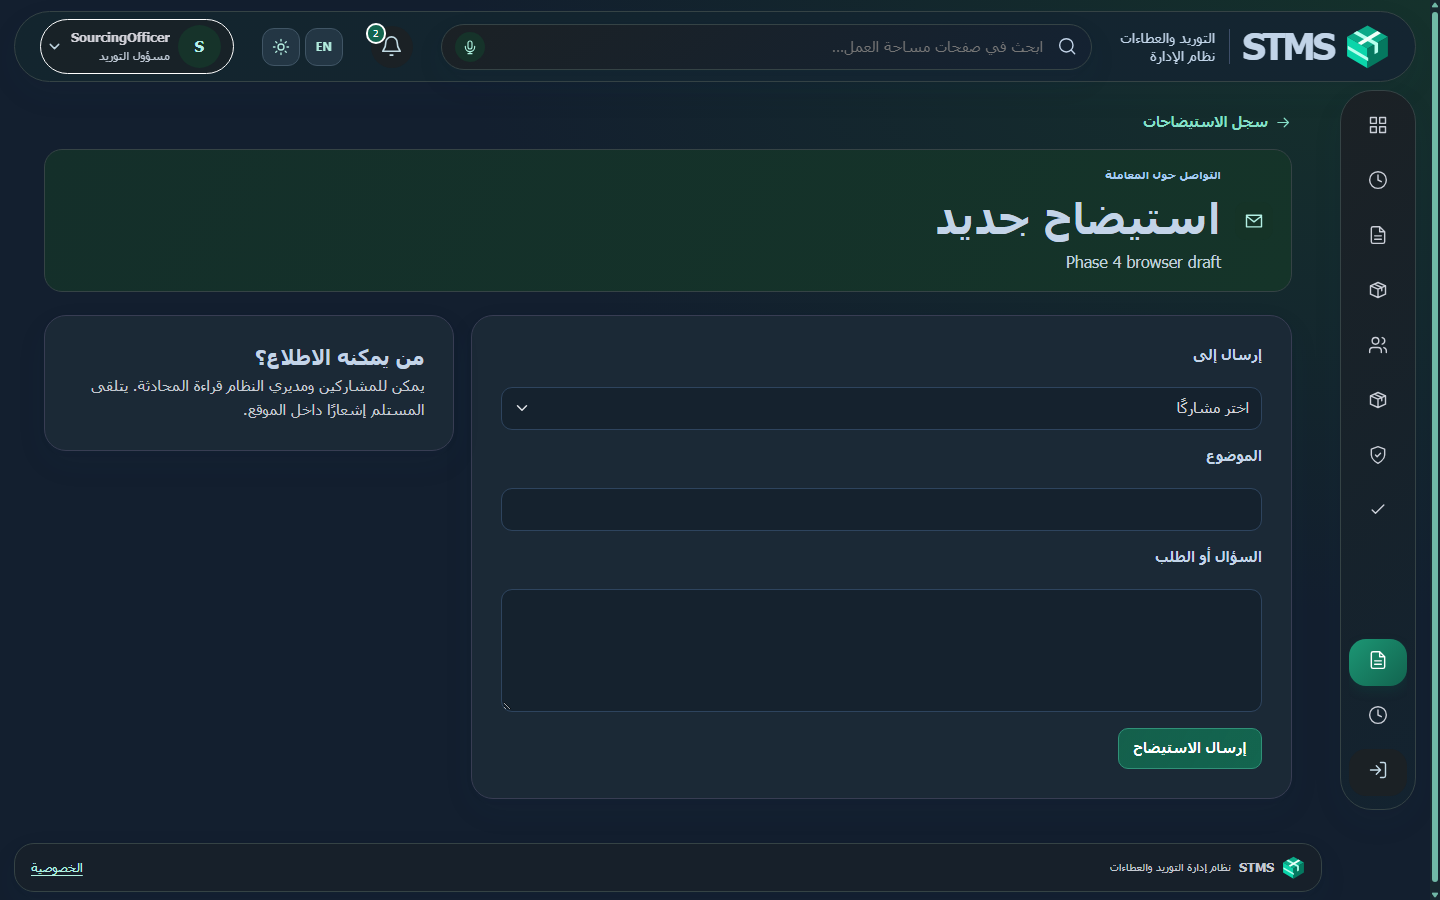 STMS
التوريد والعطاءات
نظام الإدارة
ابحث في صفحات مساحة العمل...
2
EN
S
SourcingOfficer
مسؤول التوريد
سجل الاستيضاحات
التواصل حول المعاملة
استيضاح جديد
Phase 4 browser draft
إرسال إلى
اختر مشاركًا
الموضوع
السؤال أو الطلب
إرسال الاستيضاح
من يمكنه الاطلاع؟
يمكن للمشاركين ومديري النظام قراءة المحادثة. يتلقى
المستلم إشعارًا داخل الموقع.
STMS
نظام إدارة التوريد والعطاءات
الخصوصية